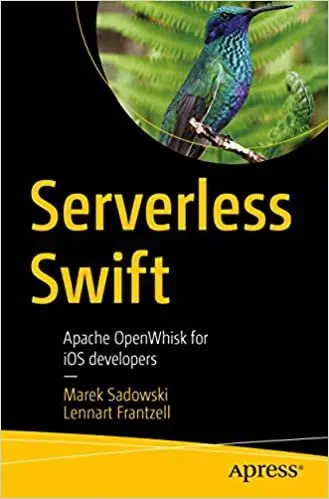 Serverless
Swift
Apache OpenWhisk for
iOS developers
Marek Sadowski
Lennart Frantzell
Apress®